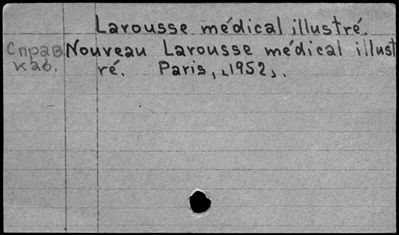 Larousse médical illustré.
Справ. Nouveau Larousse médical illust
каб. ré. Paris, [1952].